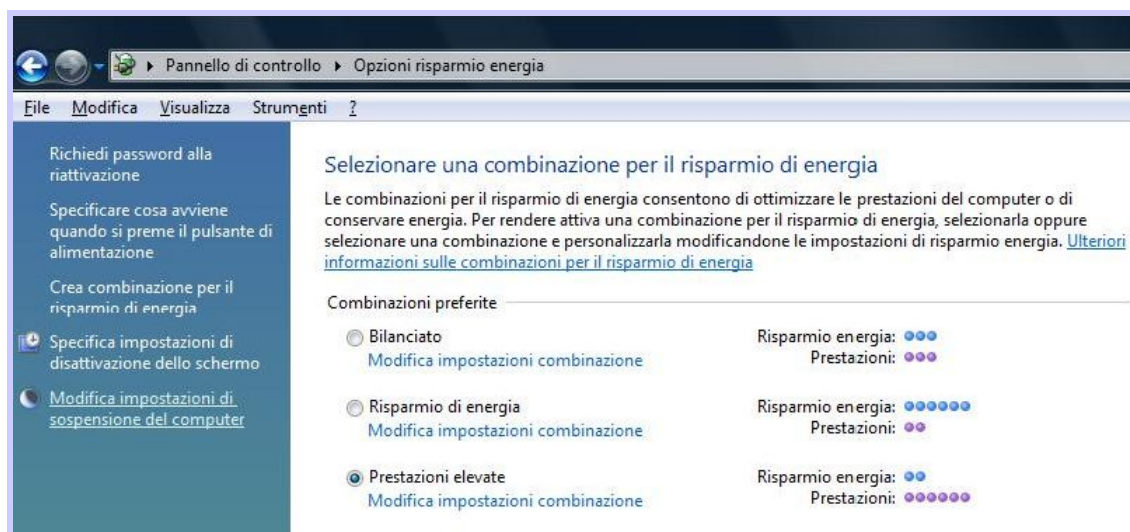 Pannello di controllo
Opzioni risparmio energia
File Modifica Visualizza Strumenti ?
Richiedi password alla
riattivazione
Specificare cosa avviene
quando si preme il pulsante di
alimentazione
Crea combinazione per il
risparmio di energia
Specifica impostazioni di
disattivazione dello schermo
Modifica impostazioni di
sospensione del computer
Selezionare una combinazione per il risparmio di energia
Le combinazioni per il risparmio di energia consentono di ottimizzare le prestazioni del computer o di
conservare energia. Per rendere attiva una combinazione per il risparmio di energia, selezionarla oppure
selezionare una combinazione e personalizzarla modificandone le impostazioni di risparmio energia. Ulteriori
informazioni sulle combinazioni per il risparmio di energia
Combinazioni preferite
Bilanciato Risparmio energia:
Modifica impostazioni combinazione Prestazioni:
Risparmio di energia Risparmio energia:
Modifica impostazioni combinazione Prestazioni:
Prestazioni elevate Risparmio energia:
Modifica impostazioni combinazione Prestazioni: